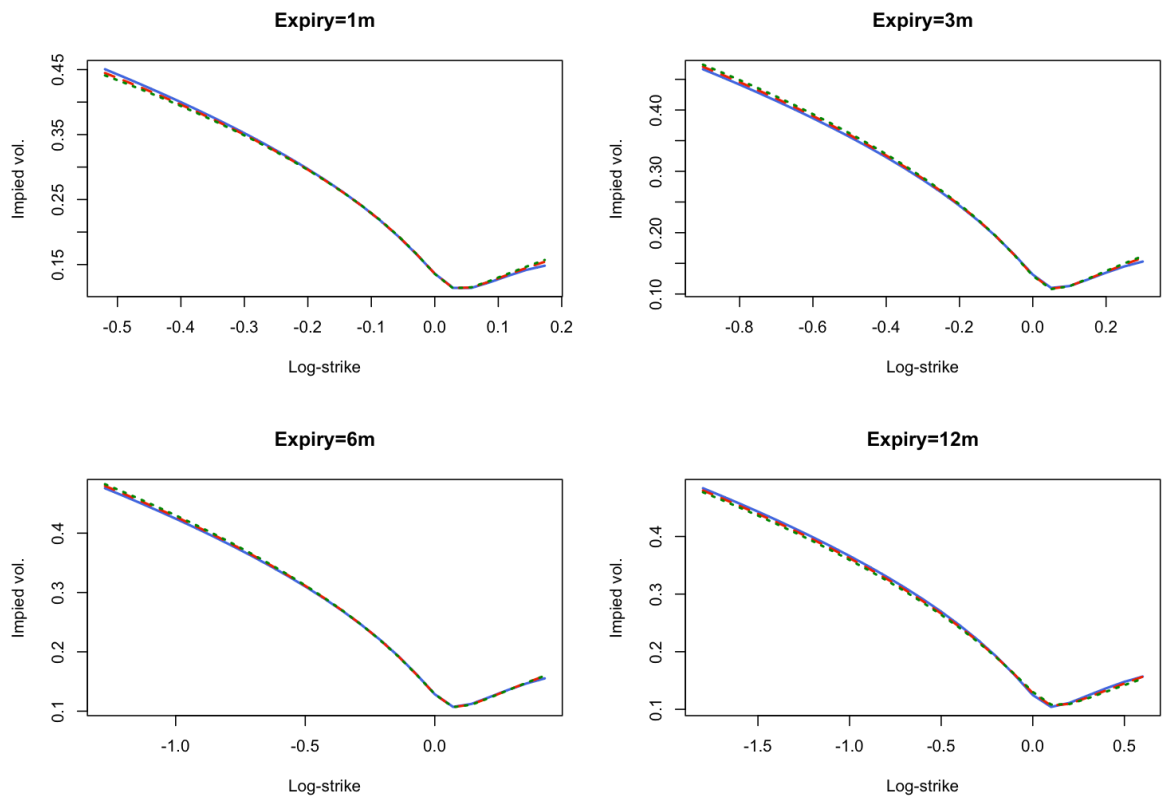 Expiry=1m
Impied vol.
0.45
0.35
0.25
0.15
-0.5 -0.4 -0.3 -0.2 -0.1 0.0 0.1 0.2
Log-strike
Expiry=3m
Impied vol.
0.40
0.30
0.20
0.10
-0.8 -0.6 -0.4 -0.2 0.0 0.2
Log-strike
Expiry=6m
Impied vol.
0.4
0.3
0.2
0.1
-1.0 -0.5 0.0
Log-strike
Expiry=12m
Impied vol.
0.4
0.3
0.2
0.1
-1.5 -1.0 -0.5 0.0 0.5
Log-strike